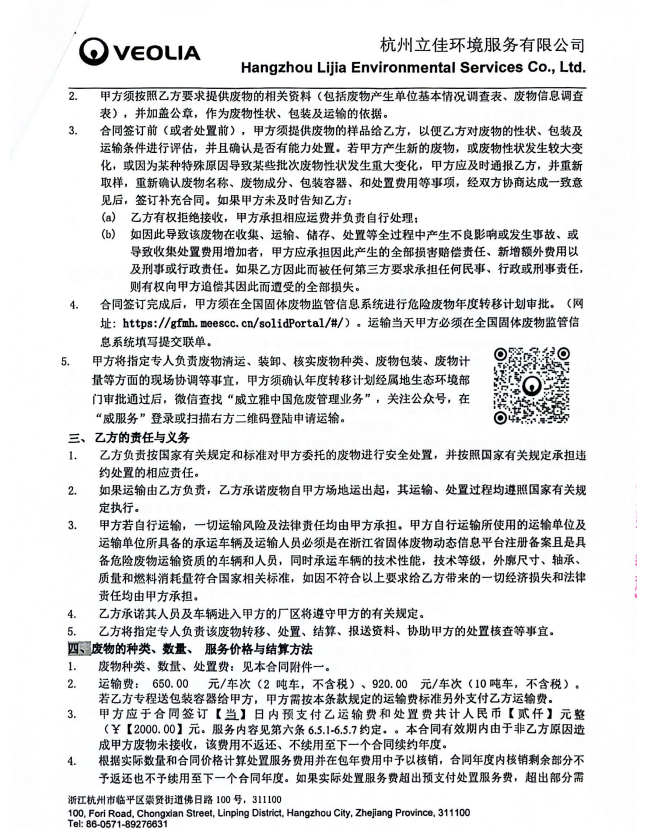 VEOLIA
杭州立佳环境服务有限公司
Hangzhou Lijia Environmental Services Co., Ltd.
2. 甲方须按照乙方要求提供废物的相关资料（包括废物产生单位基本情况调查表、废物信息调查
表），并加盖公章，作为废物性状、包装及运输的依据。
3. 合同签订前（或者处置前），甲方须提供废物的样品给乙方，以便乙方对废物的性状、包装及
运输条件进行评估，并且确认是否有能力处置。若甲方产生新的废物，或废物性状发生较大变
化，或因为某种特殊原因导致某些批次废物性状发生重大变化，甲方应及时通报乙方，并重新
取样，重新确认废物名称、废物成分、包装容器、和处置费用等事项，经双方协商达成一致意
见后，签订补充合同。如果甲方未及时告知乙方：
(a) 乙方有权拒绝接收，甲方承担相应运费并负责自行处理；
(b) 如因此导致该废物在收集、运输、储存、处置等全过程中产生不良影响或发生事故、或
导致收集处置费用增加者，甲方应承担因此产生的全部损害赔偿责任、新增额外费用以
及刑事或行政责任。如果乙方因此而被任何第三方要求承担任何民事、行政或刑事责任，
则有权向甲方追偿其因此而遭受的全部损失。
4. 合同签订完成后，甲方须在全国固体废物监管信息系统进行危险废物年度转移计划审批。（网
址：https://gfmh.meescc.cn/solidPortal/#/）。运输当天甲方必须在全国固体废物监管信
息系统填写提交联单。
5. 甲方将指定专人负责废物清运、装卸、核实废物种类、废物包装、废物计
量等方面的现场协调等事宜，甲方须确认年度转移计划经属地生态环境部
门审批通过后，微信查找“威立雅中国危废管理业务”，关注公众号，在
“威服务”登录或扫描右方二维码登陆申请运输。
三、乙方的责任与义务
1. 乙方负责按国家有关规定和标准对甲方委托的废物进行安全处置，并按照国家有关规定承担违
约处置的相应责任。
2. 如果运输由乙方负责，乙方承诺废物自甲方场地运出起，其运输、处置过程均遵照国家有关规
定执行。
3. 甲方若自行运输，一切运输风险及法律责任均由甲方承担。甲方自行运输所使用的运输单位及
运输单位所具备的承运车辆及运输人员必须是在浙江省固体废物动态信息平台注册备案且是具
备危险废物运输资质的车辆和人员，同时承运车辆的技术性能，技术等级，外廓尺寸、轴承、
质量和燃料消耗量符合国家相关标准，如因不符合以上要求给乙方带来的一切经济损失和法律
责任均由甲方承担。
4. 乙方承诺其人员及车辆进入甲方的厂区将遵守甲方的有关规定。
5. 乙方将指定专人负责该废物转移、处置、结算、报送资料、协助甲方的处置核查等事宜。
四、废物的种类、数量、 服务价格与结算方法
1. 废物种类、数量、处置费：见本合同附件一。
2. 运输费： 650.00 元/车次（2 吨车，不含税）、920.00 元/车次（10 吨车，不含税）。
若乙方专程送包装容器给甲方，甲方需按本条款规定的运输费标准另外支付乙方运输费。
3. 甲方应于合同签订【当】日内预支付乙运输费和处置费共计人民币【贰仟】元整
（¥【2000.00】元。服务内容见第六条 6.5.1-6.5.7 约定。。本合同有效期内由于非乙方原因造
成甲方废物未接收，该费用不返还、不续用至下一个合同续约年度。
4. 根据实际数量和合同价格计算处置服务费用并在包年费用中予以核销，合同年度内核销剩余部分不
予返还也不予续用至下一个合同年度。如果实际处置服务费超出预支付处置服务费，超出部分需
浙江杭州市临平区崇贤街道佛日路 100 号，311100
100, Fori Road, Chongxian Street, Linping District, Hangzhou City, Zhejiang Province, 311100
Tel: 86-0571-89276631